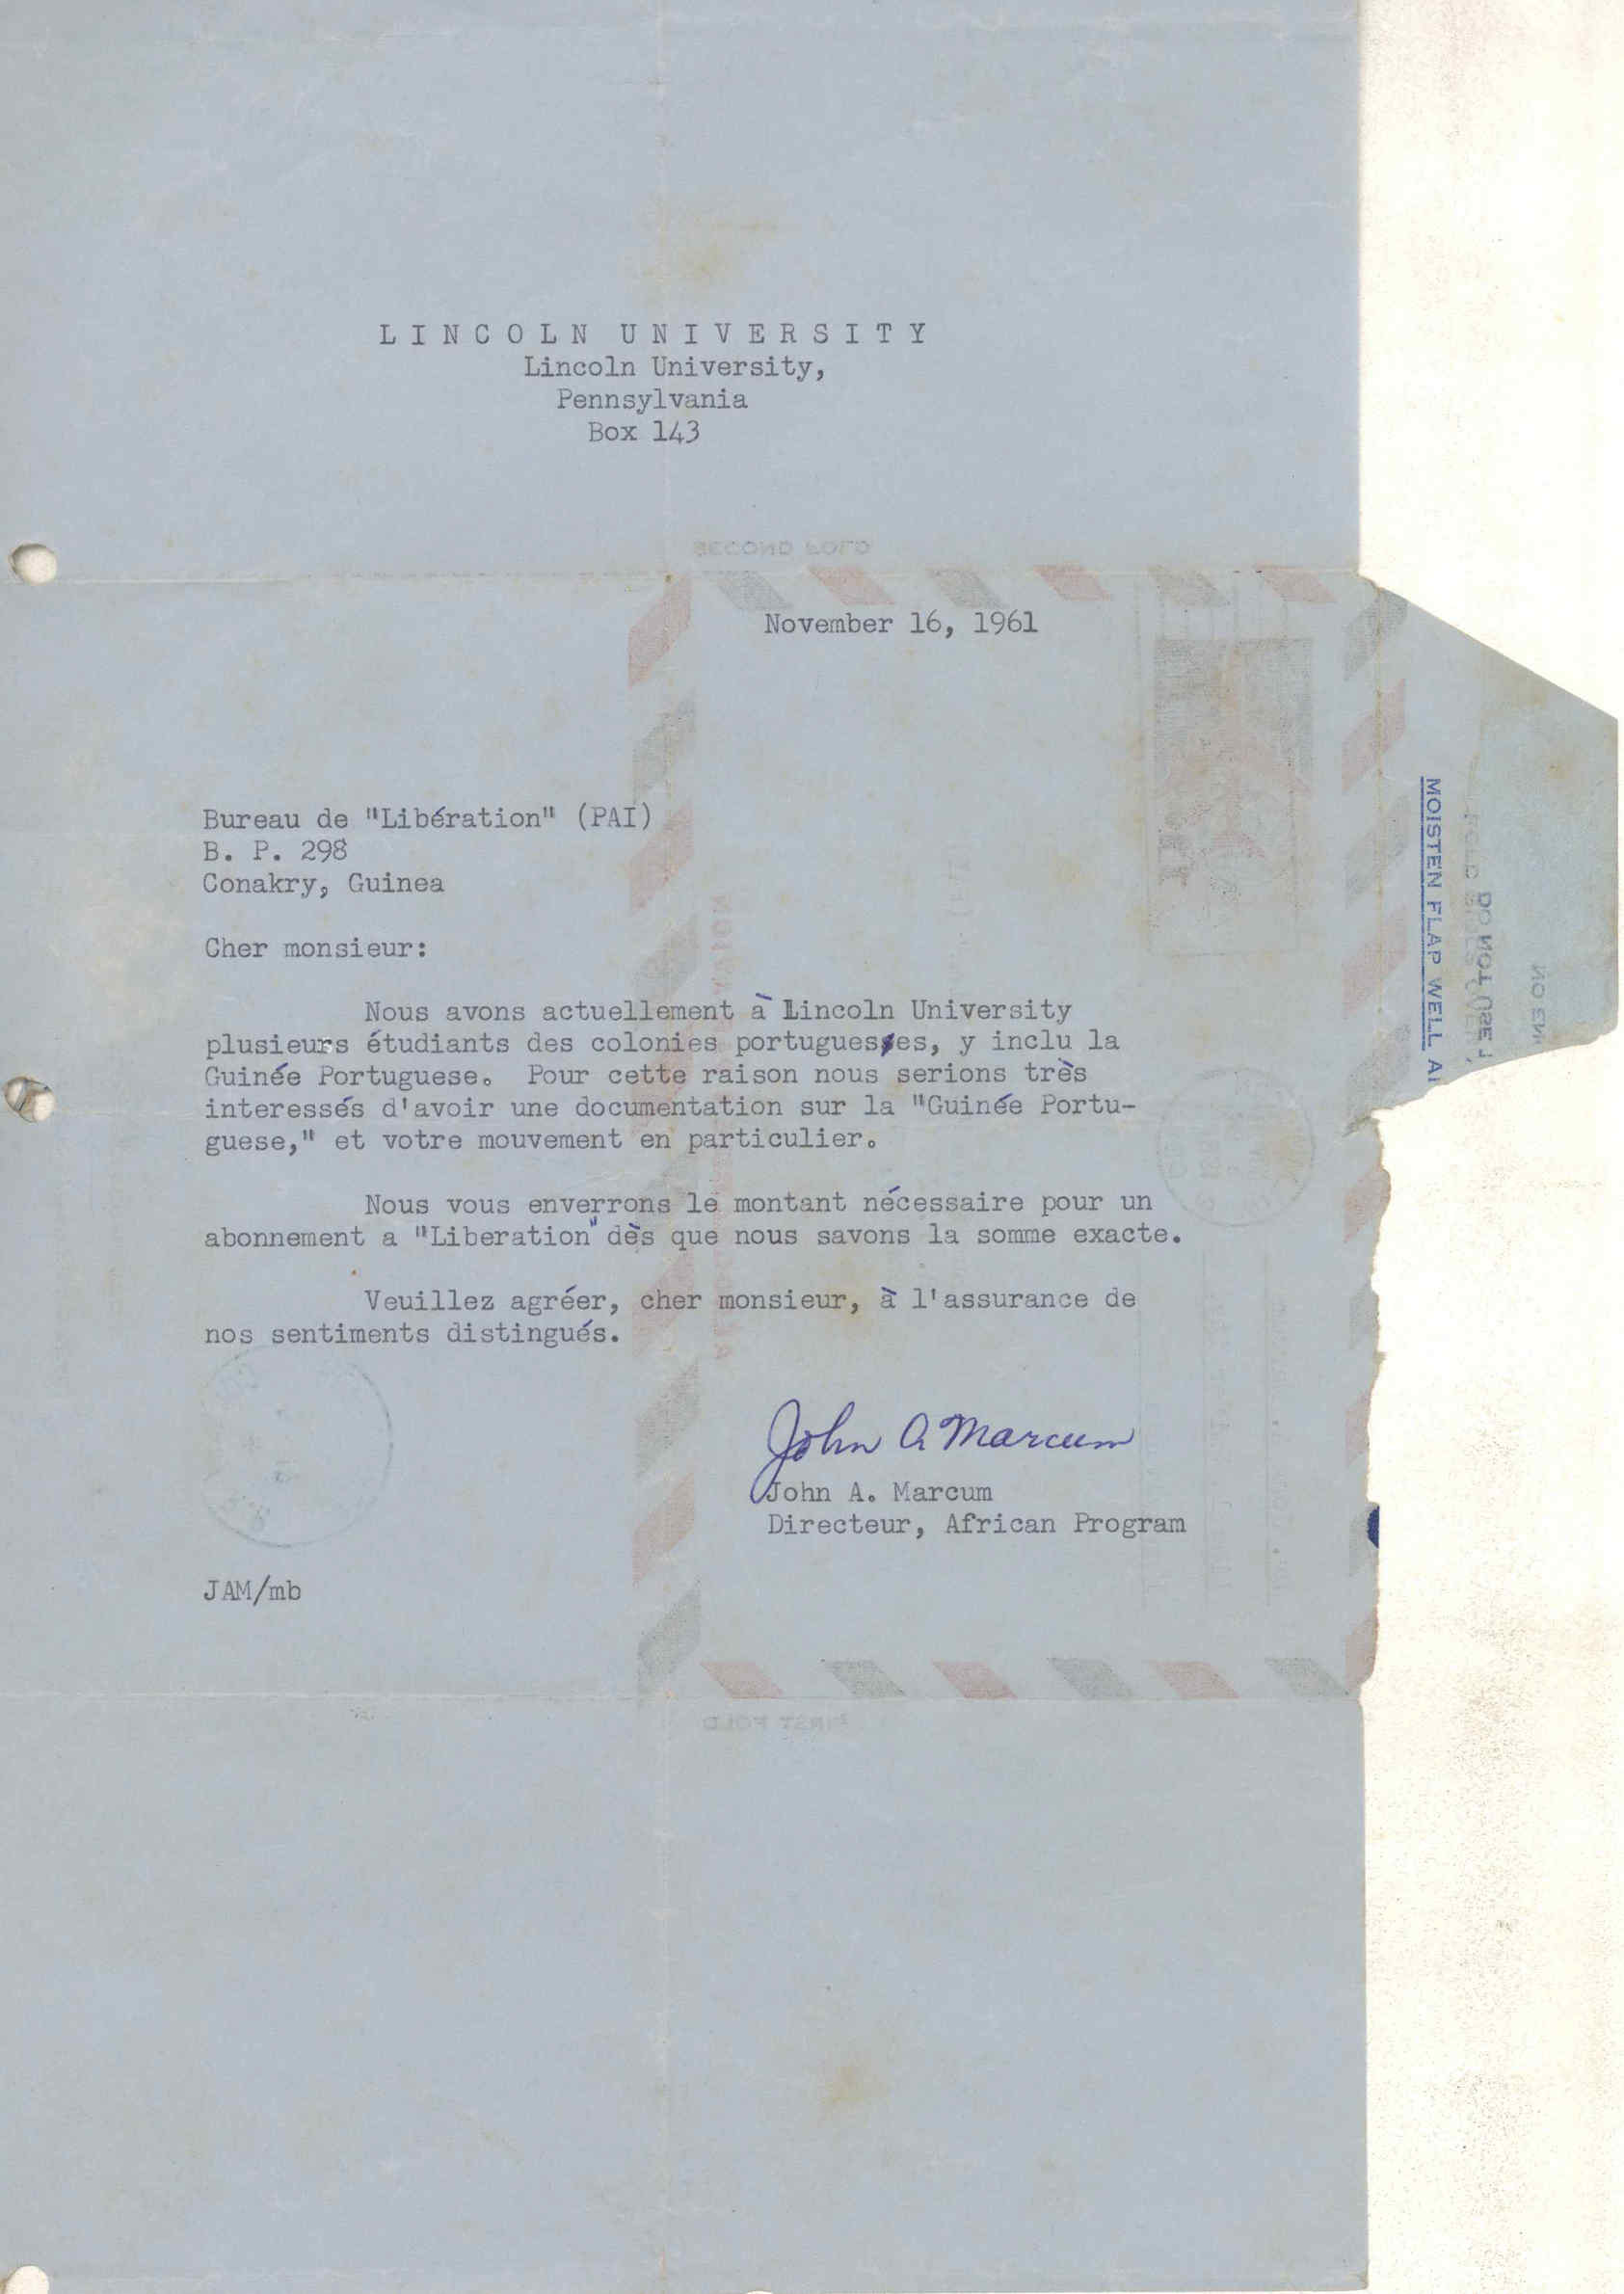 LINCOLN UNIVERSITY
Lincoln University,
Pennsylvania
Box 143
SECOND FOLD
November 16, 1961
Bureau de "Libération" (PAI)
B. P. 298
Conakry, Guinea
Cher monsieur:
Nous avons actuellement à Lincoln University
plusieurs étudiants des colonies portugueses, y inclu la
Guinée Portuguese. Pour cette raison nous serions très
interessés d'avoir une documentation sur la "Guinée Portu-
guese," et votre mouvement en particulier.
Nous vous enverrons le montant nécessaire pour un
abonnement a "Liberation" dès que nous savons la somme exacte.
Veuillez agréer, cher monsieur, à l'assurance de
nos sentiments distingués.
John A Marcum
John A. Marcum
Directeur, African Program
JAM/mb
FIRST FOLD
MOISTEN FLAP WELL
DO NOT USE
NO EN